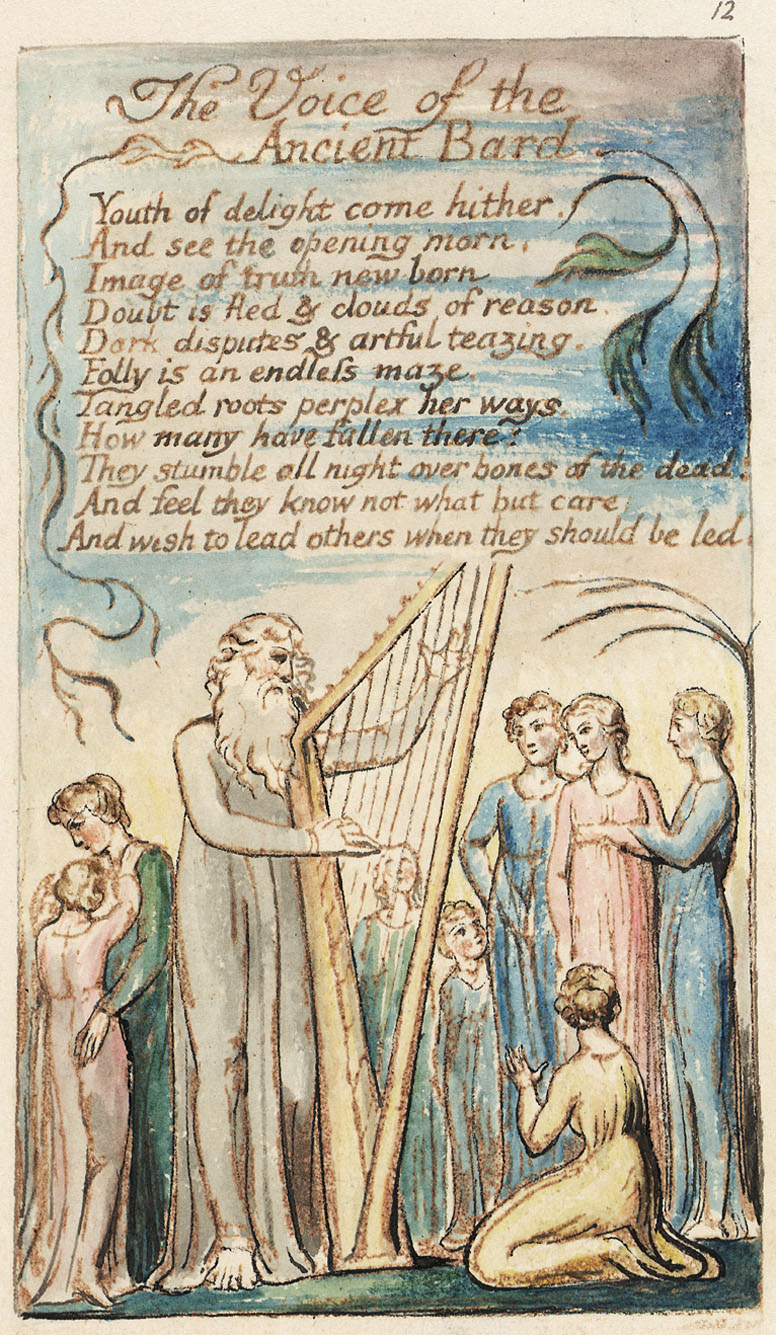 12
The Voice of the
Ancient Bard
Youth of delight come hither.
And see the opening morn.
Image of truth new born
Doubt is fled & clouds of reason.
Dark disputes & artful teazing.
Folly is an endleſs maze.
Tangled roots perplex her ways.
How many have fallen there!
They stumble all night over bones of the dead:
And feel they know not what but care;
And wish to lead others when they should be led.